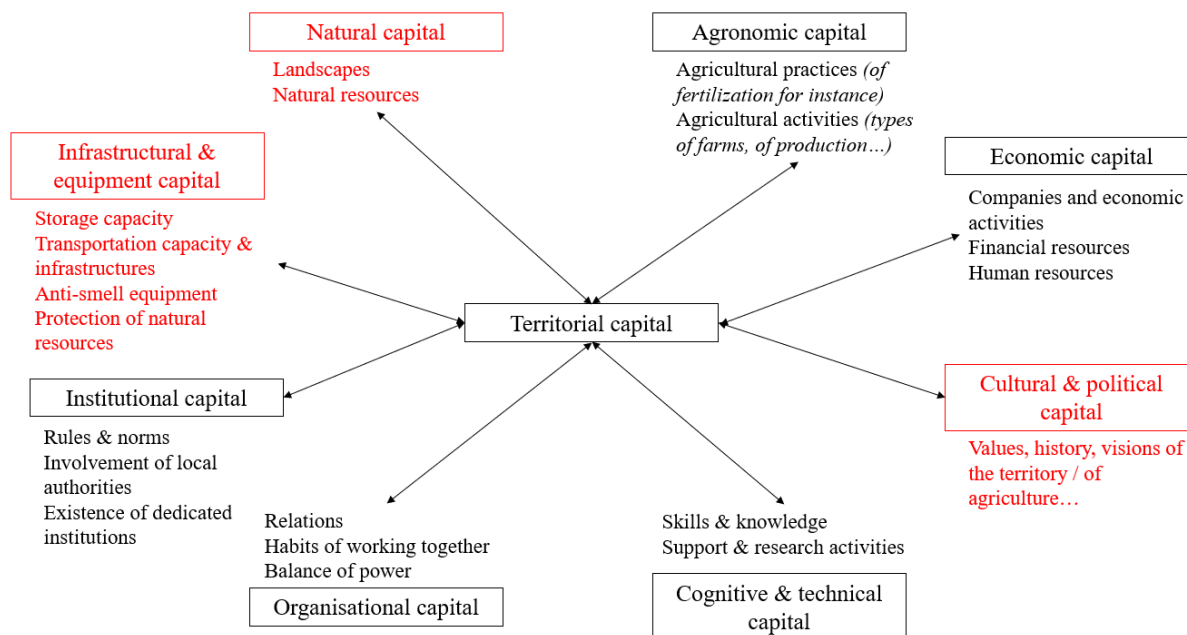 Natural capital
Landscapes
Natural resources
Agronomic capital
Agricultural practices (of
fertilization for instance)
Agricultural activities (types
of farms, of production…)
Infrastructural &
equipment capital
Storage capacity
Transportation capacity &
infrastructures
Anti-smell equipment
Protection of natural
resources
Economic capital
Companies and economic
activities
Financial resources
Human resources
Territorial capital
Institutional capital
Rules & norms
Involvement of local
authorities
Existence of dedicated
institutions
Cultural & political
capital
Values, history, visions of
the territory / of
agriculture…
Relations
Habits of working together
Balance of power
Organisational capital
Skills & knowledge
Support & research activities
Cognitive & technical
capital